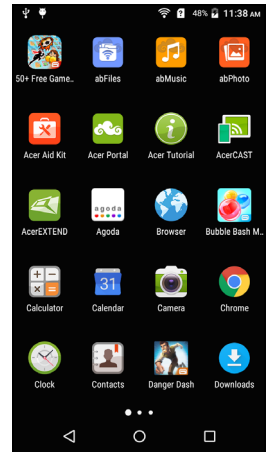 48% 11:38 AM
50+ Free Game..
abFiles
abMusic
abPhoto
Acer Aid Kit
Acer Portal
Acer Tutorial
AcerCAST
agoda
AcerEXTEND
Agoda
Browser
Bubble Bash M..
31
Calculator
Calendar
Camera
Chrome
Clock
Contacts
Danger Dash
Downloads